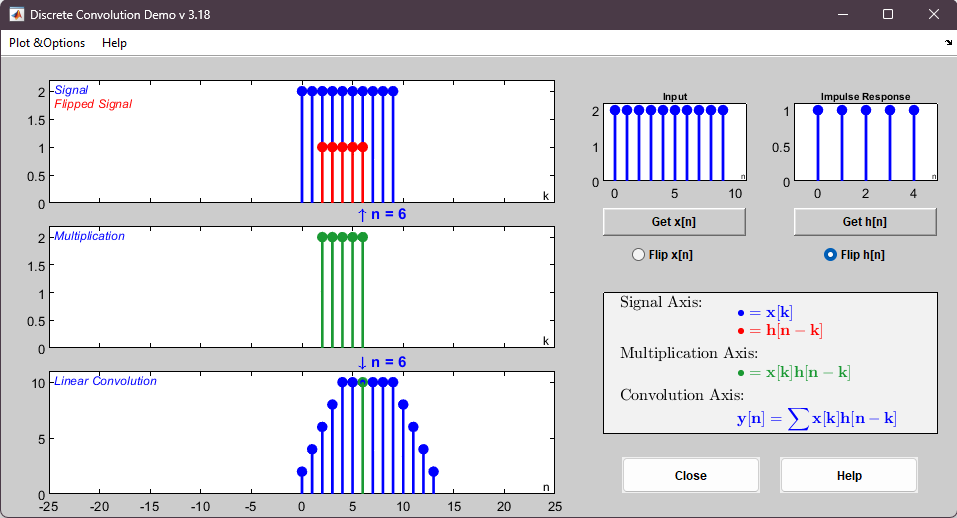 Discrete Convolution Demo v 3.18
Plot &Options Help
Signal
Flipped Signal
2
1.5
1
0.5
0
k
↑ n = 6
Multiplication
2
1.5
1
0.5
0
k
↓ n = 6
Linear Convolution
10
5
0
n
-25 -20 -15 -10 -5 0 5 10 15 20 25
Input
2
1
0
n
0 5 10
Get x[n]
Flip x[n]
Impulse Response
1
0.5
0
n
0 2 4
Get h[n]
Flip h[n]
Signal Axis:
● = x[k]
● = h[n − k]
Multiplication Axis:
● = x[k]h[n − k]
Convolution Axis:
y[n] = ∑ x[k]h[n − k]
Close
Help